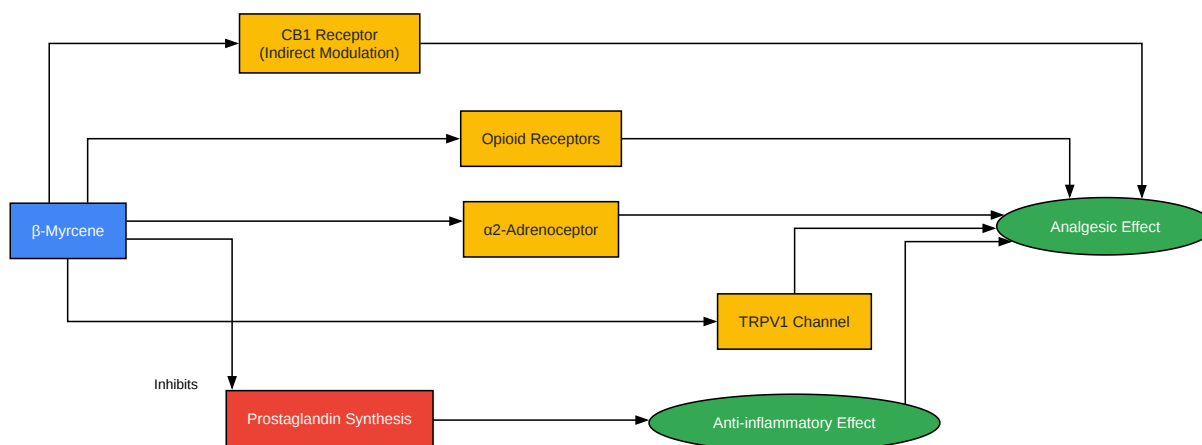 CB1 Receptor
(Indirect Modulation)
Opioid Receptors
β-Myrcene
α2-Adrenoceptor
Analgesic Effect
TRPV1 Channel
Inhibits
Prostaglandin Synthesis
Anti-inflammatory Effect